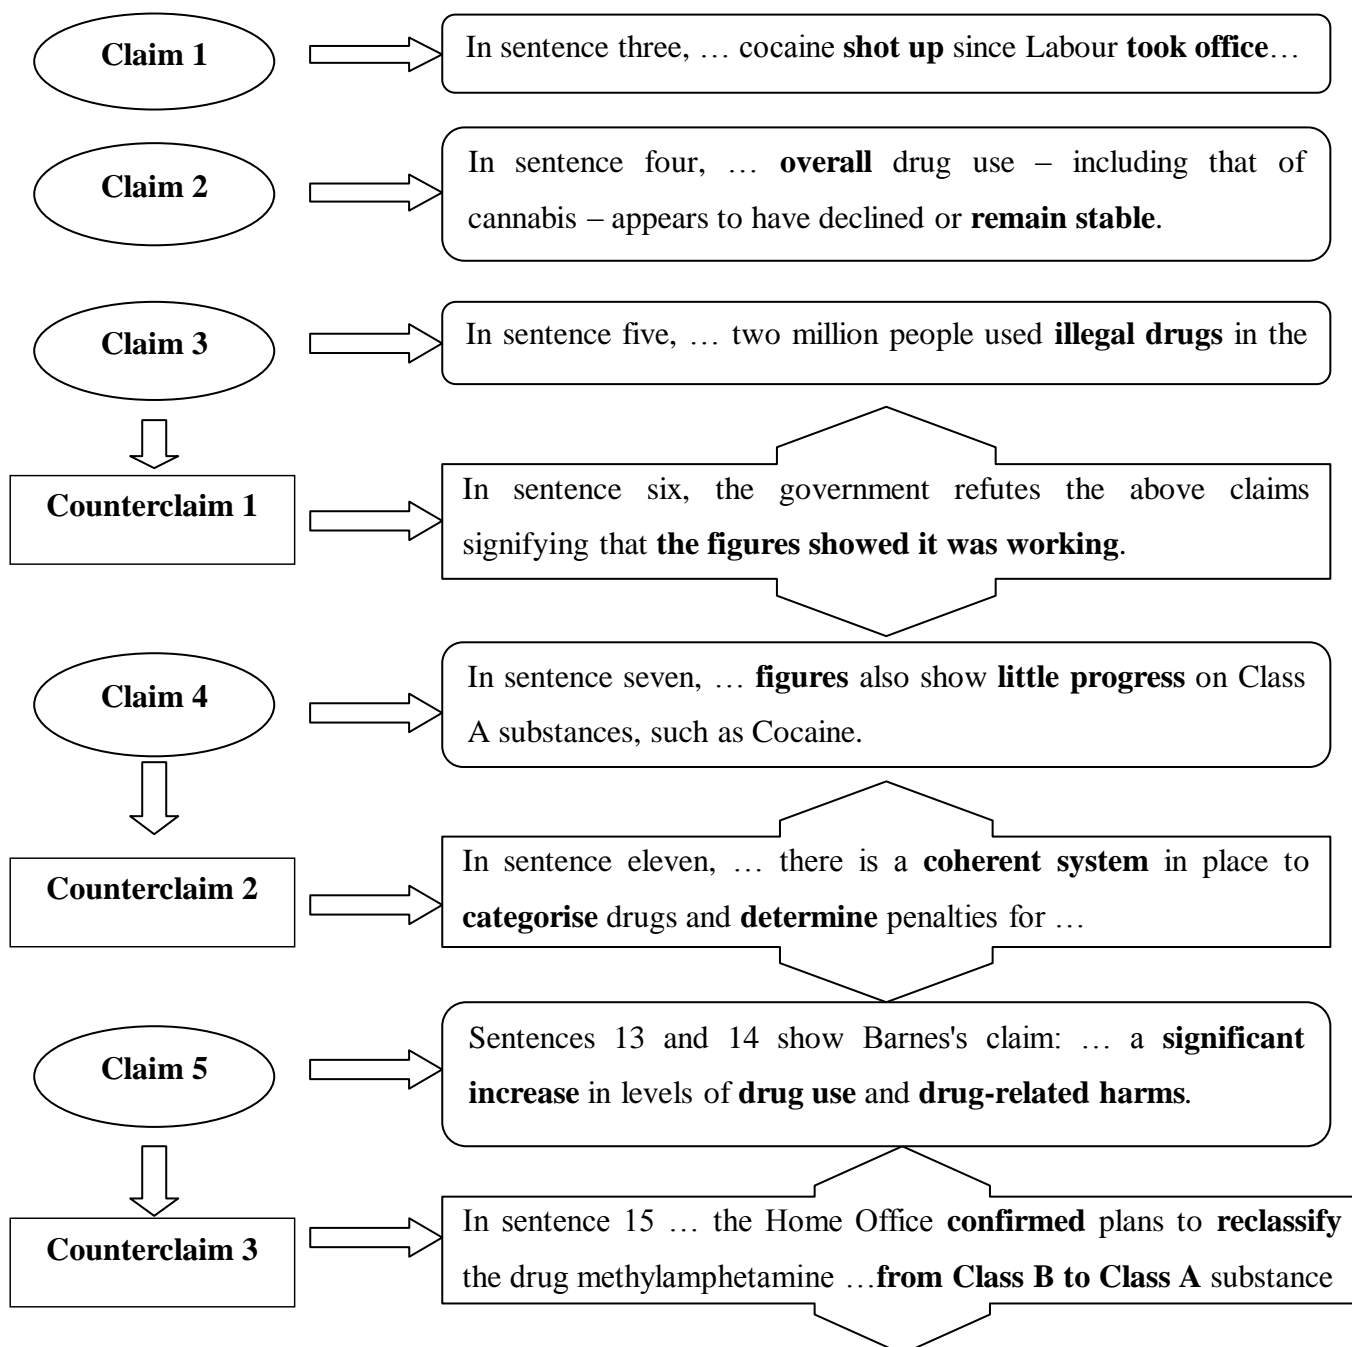 Claim 1
In sentence three, … cocaine shot up since Labour took office…
Claim 2
In sentence four, … overall drug use – including that of
cannabis – appears to have declined or remain stable.
Claim 3
In sentence five, … two million people used illegal drugs in the
Counterclaim 1
In sentence six, the government refutes the above claims
signifying that the figures showed it was working.
Claim 4
In sentence seven, … figures also show little progress on Class
A substances, such as Cocaine.
Counterclaim 2
In sentence eleven, … there is a coherent system in place to
categorise drugs and determine penalties for …
Claim 5
Sentences 13 and 14 show Barnes's claim: … a significant
increase in levels of drug use and drug-related harms.
Counterclaim 3
In sentence 15 … the Home Office confirmed plans to reclassify
the drug methylamphetamine …from Class B to Class A substance